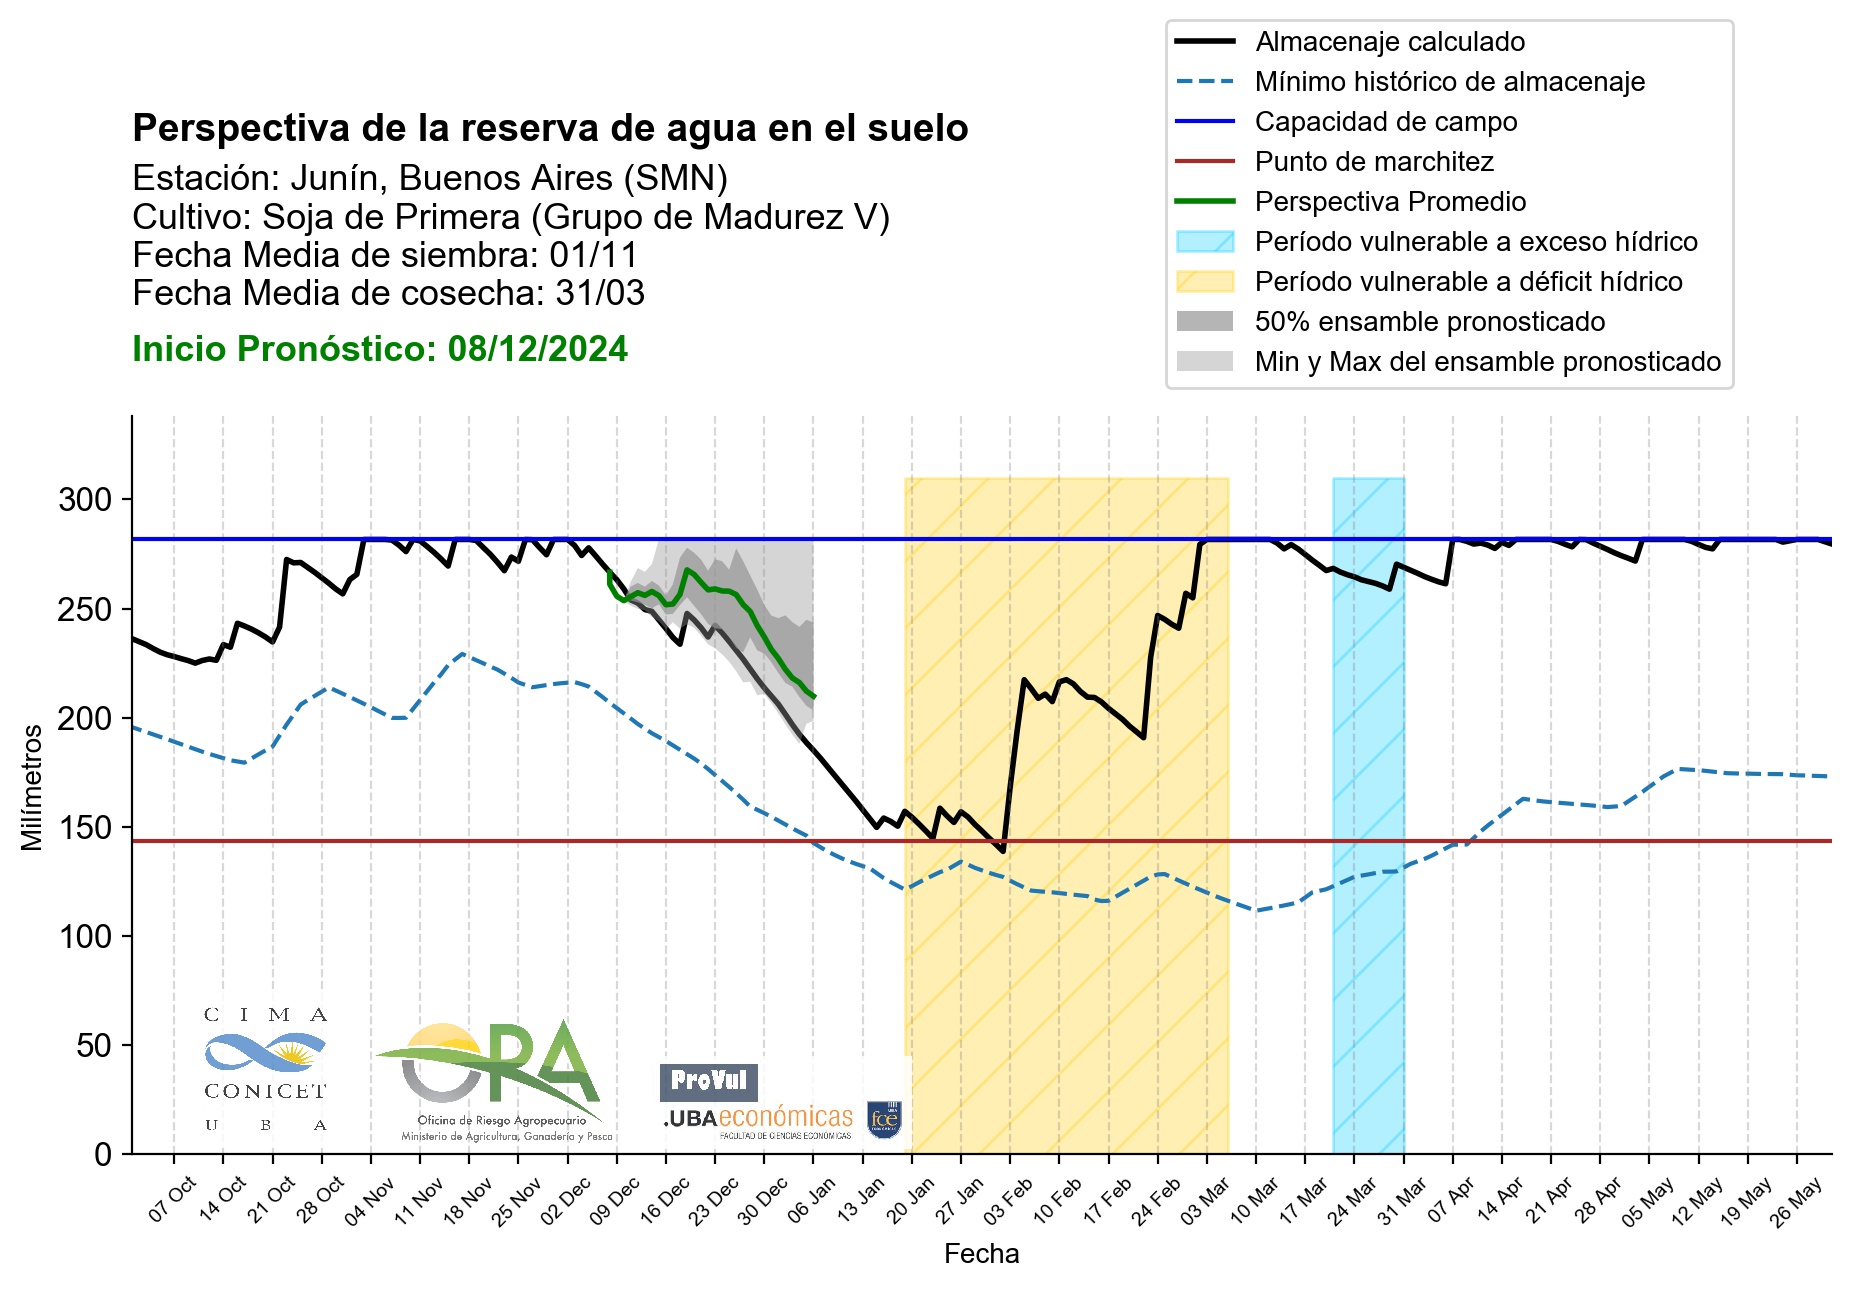 Almacenaje calculado
Mínimo histórico de almacenaje
Capacidad de campo
Punto de marchitez
Perspectiva Promedio
Período vulnerable a exceso hídrico
Período vulnerable a déficit hídrico
50% ensamble pronosticado
Min y Max del ensamble pronosticado
Perspectiva de la reserva de agua en el suelo
Estación: Junín, Buenos Aires (SMN)
Cultivo: Soja de Primera (Grupo de Madurez V)
Fecha Media de siembra: 01/11
Fecha Media de cosecha: 31/03
Inicio Pronóstico: 08/12/2024
300
250
200
150
100
50
0
Milímetros
CIMA
CONICET
UBA
ORA
Oficina de Riesgo Agropecuario
Ministerio de Agricultura, Ganadería y Pesca
ProVul
.UBAeconómicas
FACULTAD DE CIENCIAS ECONÓMICAS
fce
07 Oct
14 Oct
21 Oct
28 Oct
04 Nov
11 Nov
18 Nov
25 Nov
02 Dec
09 Dec
16 Dec
23 Dec
30 Dec
06 Jan
13 Jan
20 Jan
27 Jan
03 Feb
10 Feb
17 Feb
24 Feb
03 Mar
10 Mar
17 Mar
24 Mar
31 Mar
07 Apr
14 Apr
21 Apr
28 Apr
05 May
12 May
19 May
26 May
Fecha